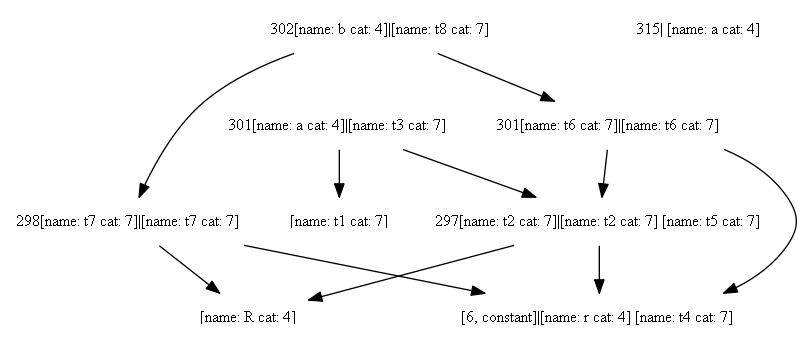 302[name: b cat: 4]|[name: t8 cat: 7]
315| [name: a cat: 4]
301[name: a cat: 4]|[name: t3 cat: 7]
301[name: t6 cat: 7]|[name: t6 cat: 7]
298[name: t7 cat: 7]|[name: t7 cat: 7]
[name: t1 cat: 7]
297[name: t2 cat: 7]|[name: t2 cat: 7] [name: t5 cat: 7]
[name: R cat: 4]
[6, constant]|[name: r cat: 4] [name: t4 cat: 7]